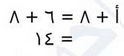 أ + ٨ = ٦ + ٨
= ١٤